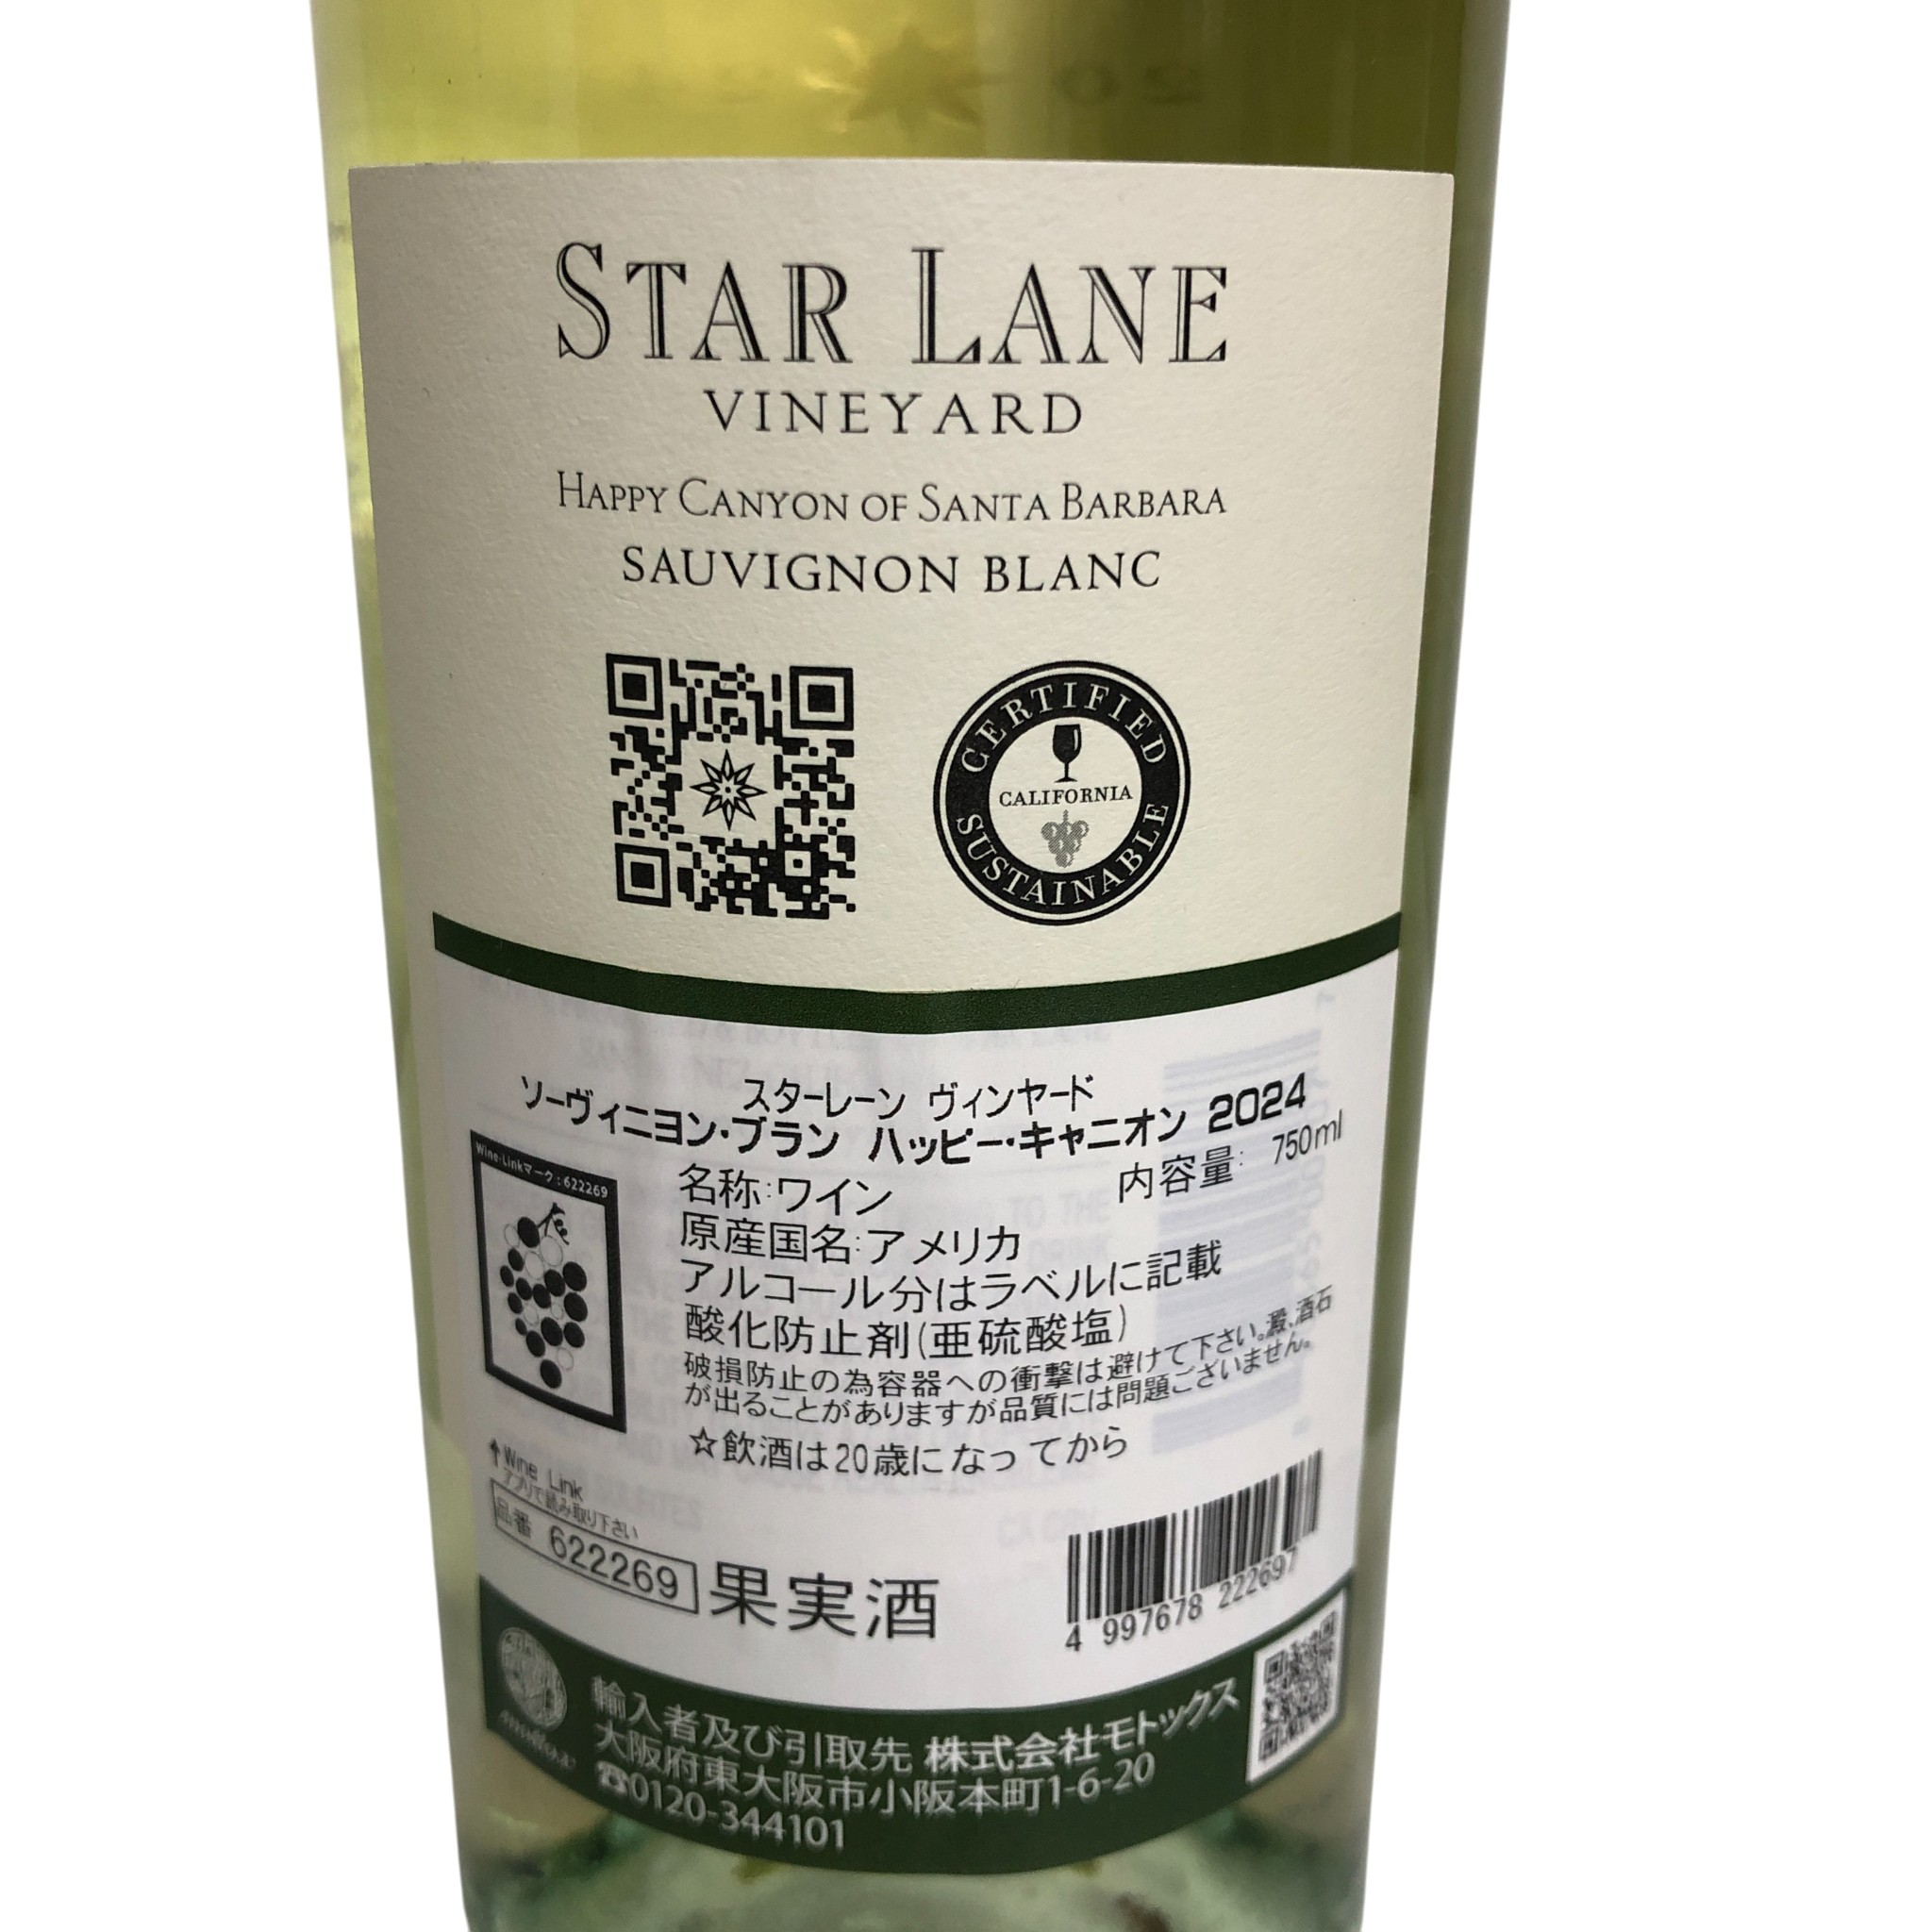 STAR LANE
VINEYARD
HAPPY CANYON OF SANTA BARBARA
SAUVIGNON BLANC
CERTIFIED
CALIFORNIA
SUSTAINABLE
スターレーン ヴィンヤード
ソーヴィニヨン・ブラン ハッピー・キャニオン 2024
Wine-Linkマーク:622269
名称:ワイン 内容量: 750ml
原産国名:アメリカ
アルコール分はラベルに記載
酸化防止剤(亜硫酸塩)
破損防止の為容器への衝撃は避けて下さい。澱、酒石
が出ることがありますが品質には問題ございません。
☆飲酒は20歳になってから
↑Wine Link
アプリで読み取り下さい
品番 622269
果実酒
4 997678 222697
輸入者及び引取先 株式会社モトックス
大阪府東大阪市小阪本町1-6-20
☎0120-344101